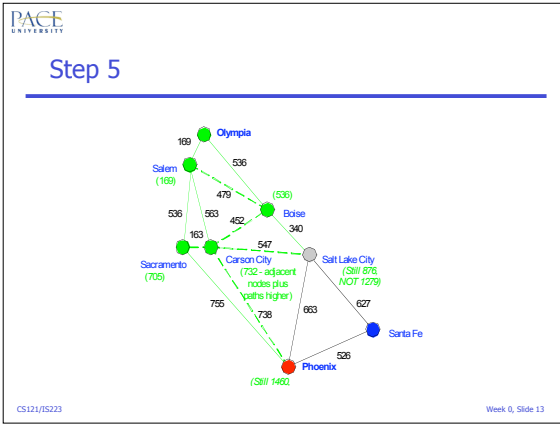 PACE
UNIVERSITY
Step 5
Olympia
169
536
Salem
(169)
479
(536)
536
563
452
Boise
163
340
547
Sacramento
(705)
Carson City
(732 - adjacent
nodes plus
paths higher)
Salt Lake City
(Still 876,
NOT 1279)
755
738
663
627
Santa Fe
526
Phoenix
(Still 1460
CS121/IS223
Week 0, Slide 13